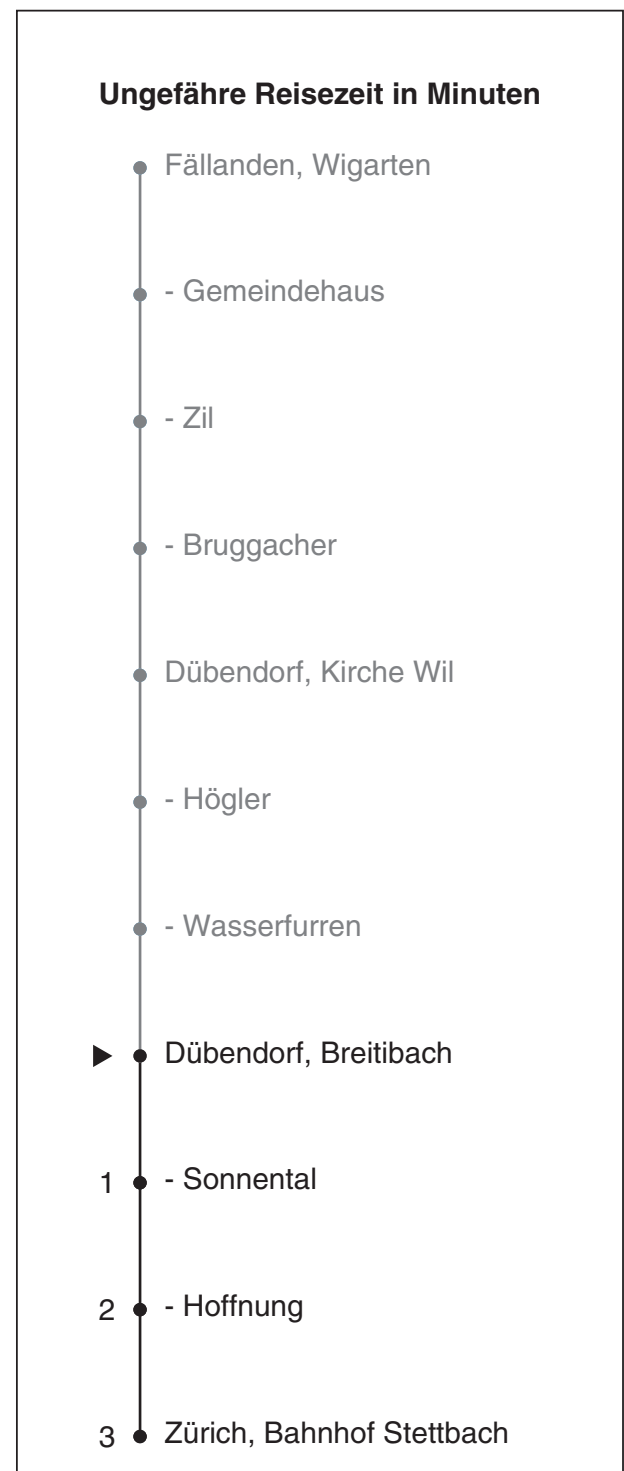 Ungefähre Reisezeit in Minuten
Fällanden, Wigarten
- Gemeindehaus
- Zil
- Bruggacher
Dübendorf, Kirche Wil
- Högler
- Wasserfurren
Dübendorf, Breitibach
1 - Sonnental
2 - Hoffnung
3 Zürich, Bahnhof Stettbach